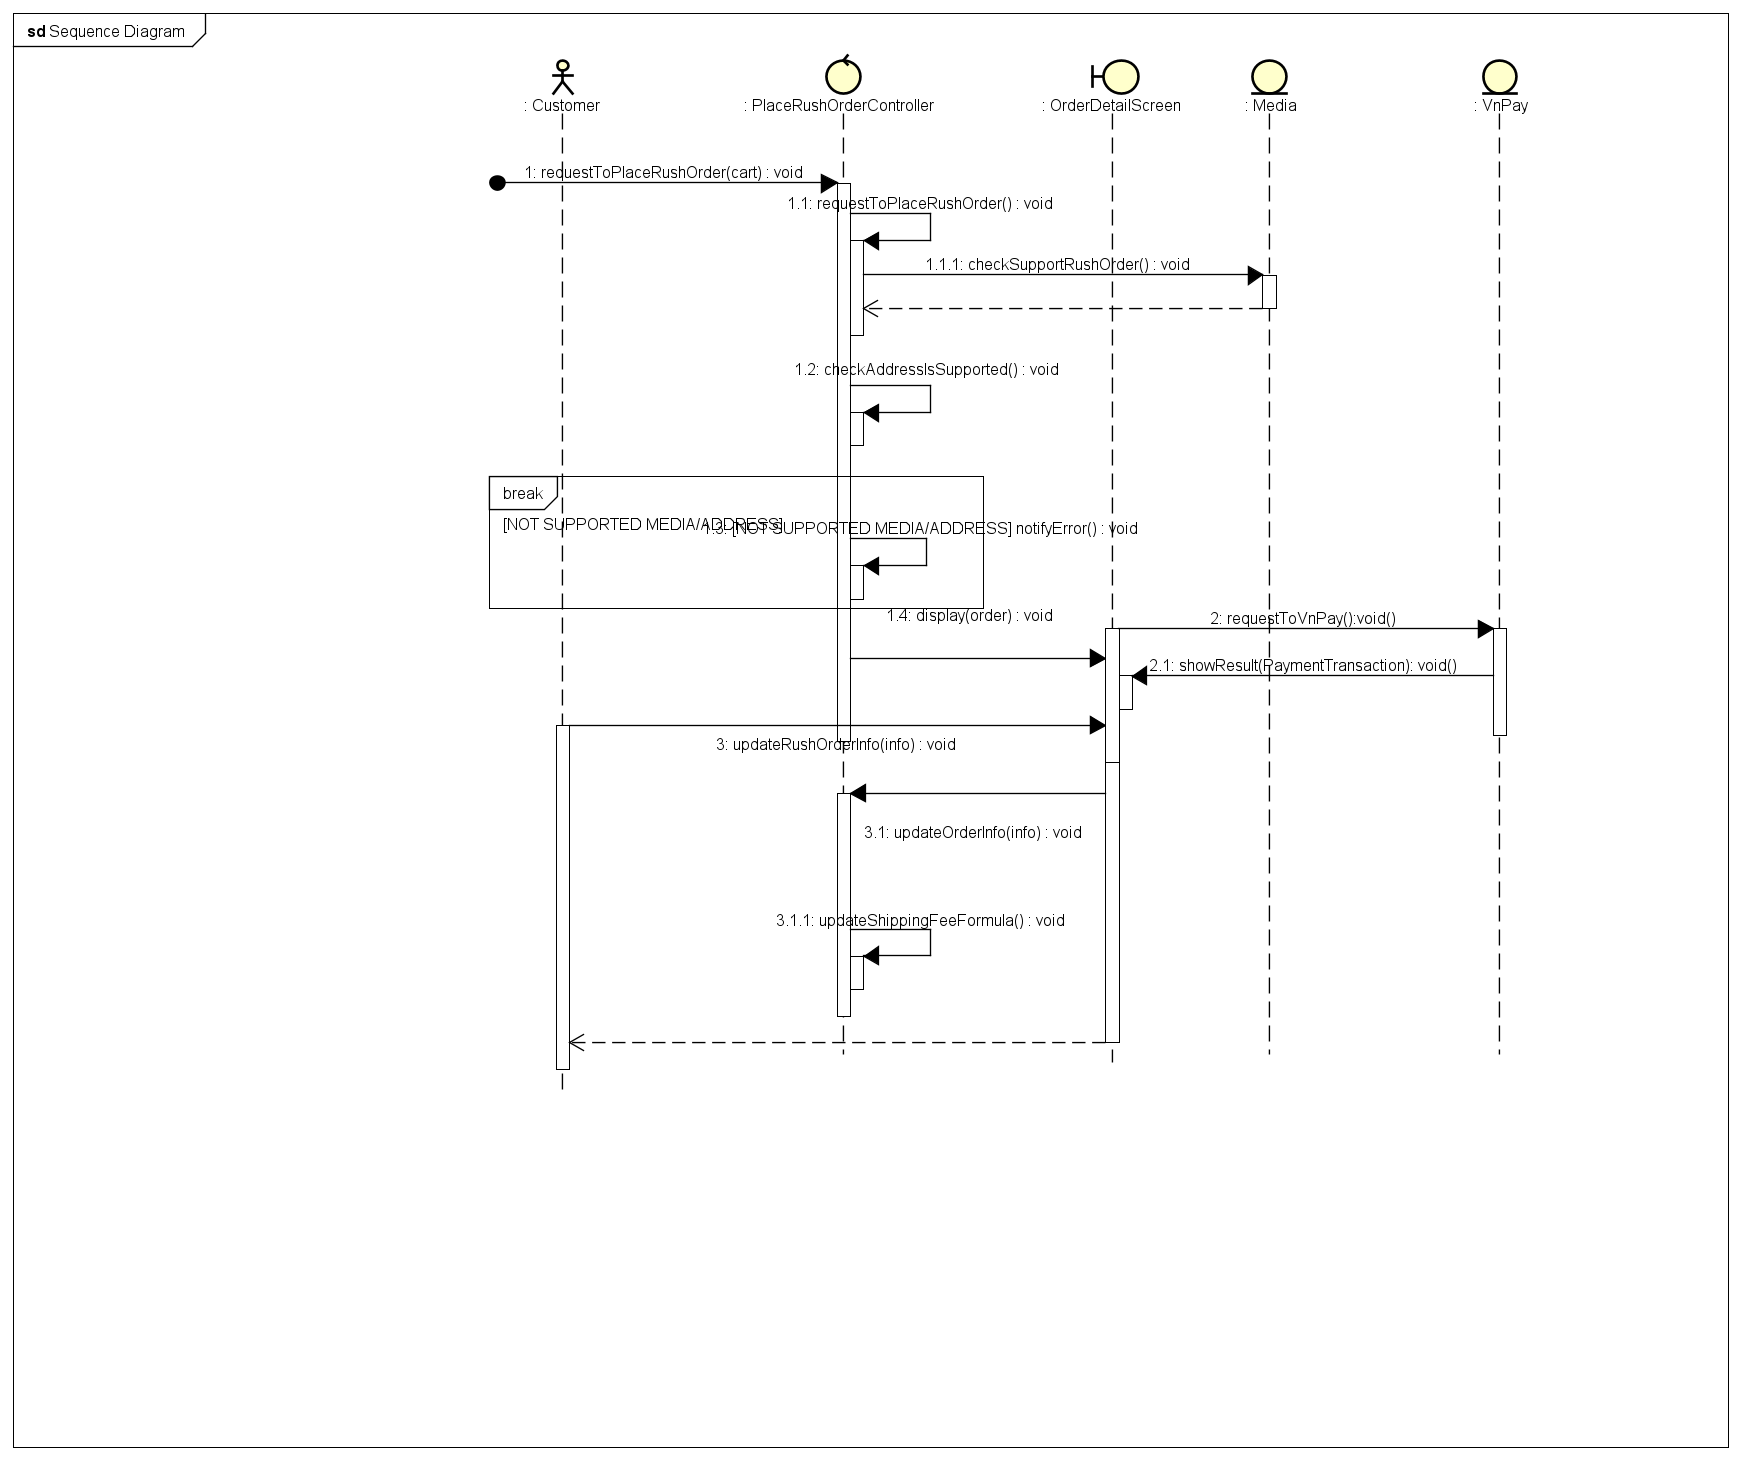 sd Sequence Diagram
: Customer
: PlaceRushOrderController
: OrderDetailScreen
: Media
: VnPay
1: requestToPlaceRushOrder(cart) : void
1.1: requestToPlaceRushOrder() : void
1.1.1: checkSupportRushOrder() : void
1.2: checkAddressIsSupported() : void
break
[NOT SUPPORTED MEDIA/ADDRESS]
1.3: [NOT SUPPORTED MEDIA/ADDRESS] notifyError() : void
1.4: display(order) : void
2: requestToVnPay():void()
2.1: showResult(PaymentTransaction): void()
3: updateRushOrderInfo(info) : void
3.1: updateOrderInfo(info) : void
3.1.1: updateShippingFeeFormula() : void